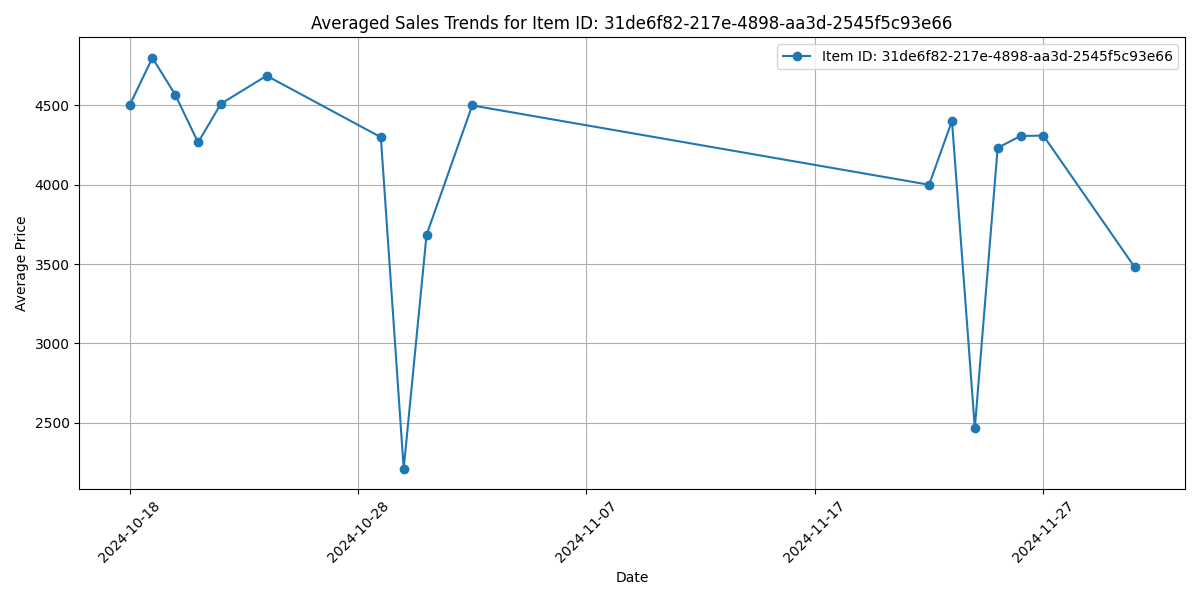 Averaged Sales Trends for Item ID: 31de6f82-217e-4898-aa3d-2545f5c93e66
Item ID: 31de6f82-217e-4898-aa3d-2545f5c93e66
Average Price
4500
4000
3500
3000
2500
2024-10-18
2024-10-28
2024-11-07
2024-11-17
2024-11-27
Date